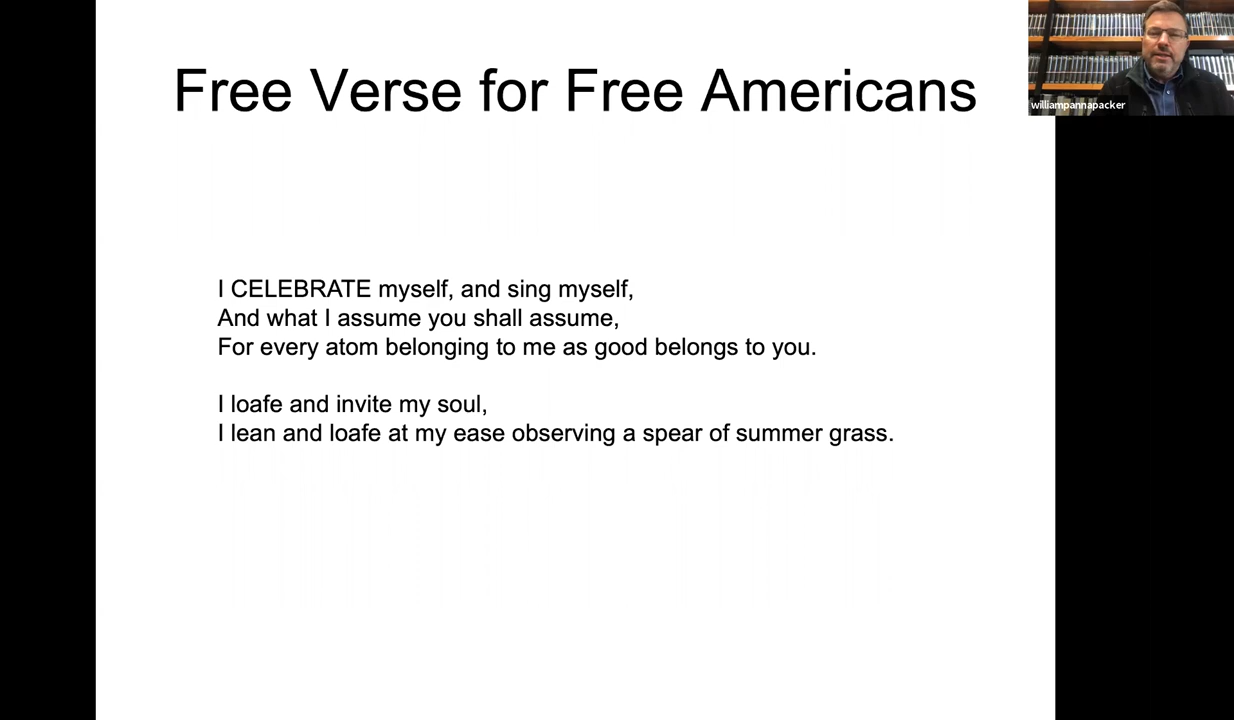 Free Verse for Free Americans
williampannapacker
I CELEBRATE myself, and sing myself,
And what I assume you shall assume,
For every atom belonging to me as good belongs to you.
I loafe and invite my soul,
I lean and loafe at my ease observing a spear of summer grass.